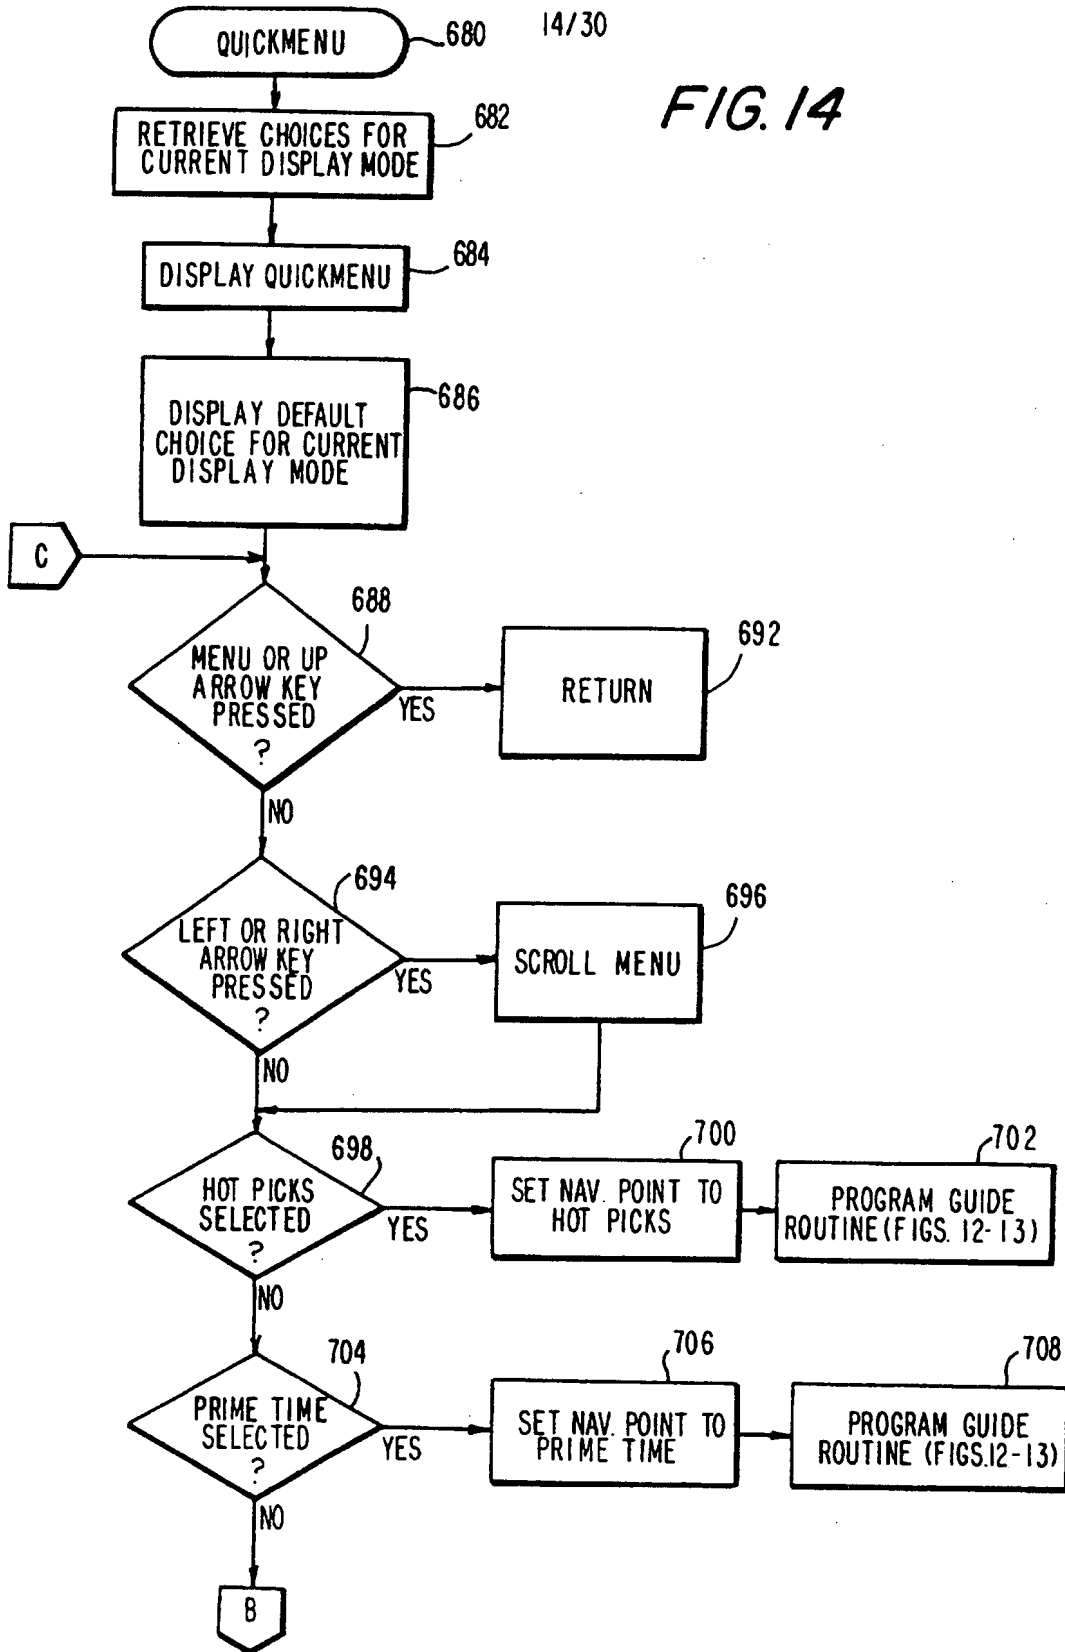 14/30
FIG. 14
QUICKMENU
680
RETRIEVE CHOICES FOR
CURRENT DISPLAY MODE
682
DISPLAY QUICKMENU
684
DISPLAY DEFAULT
CHOICE FOR CURRENT
DISPLAY MODE
686
C
MENU OR UP
ARROW KEY
PRESSED
?
688
YES
RETURN
692
NO
LEFT OR RIGHT
ARROW KEY
PRESSED
?
694
YES
SCROLL MENU
696
NO
HOT PICKS
SELECTED
?
698
YES
SET NAV. POINT TO
HOT PICKS
700
PROGRAM GUIDE
ROUTINE (FIGS. 12-13)
702
NO
PRIME TIME
SELECTED
?
704
YES
SET NAV. POINT TO
PRIME TIME
706
PROGRAM GUIDE
ROUTINE (FIGS.12-13)
708
NO
B